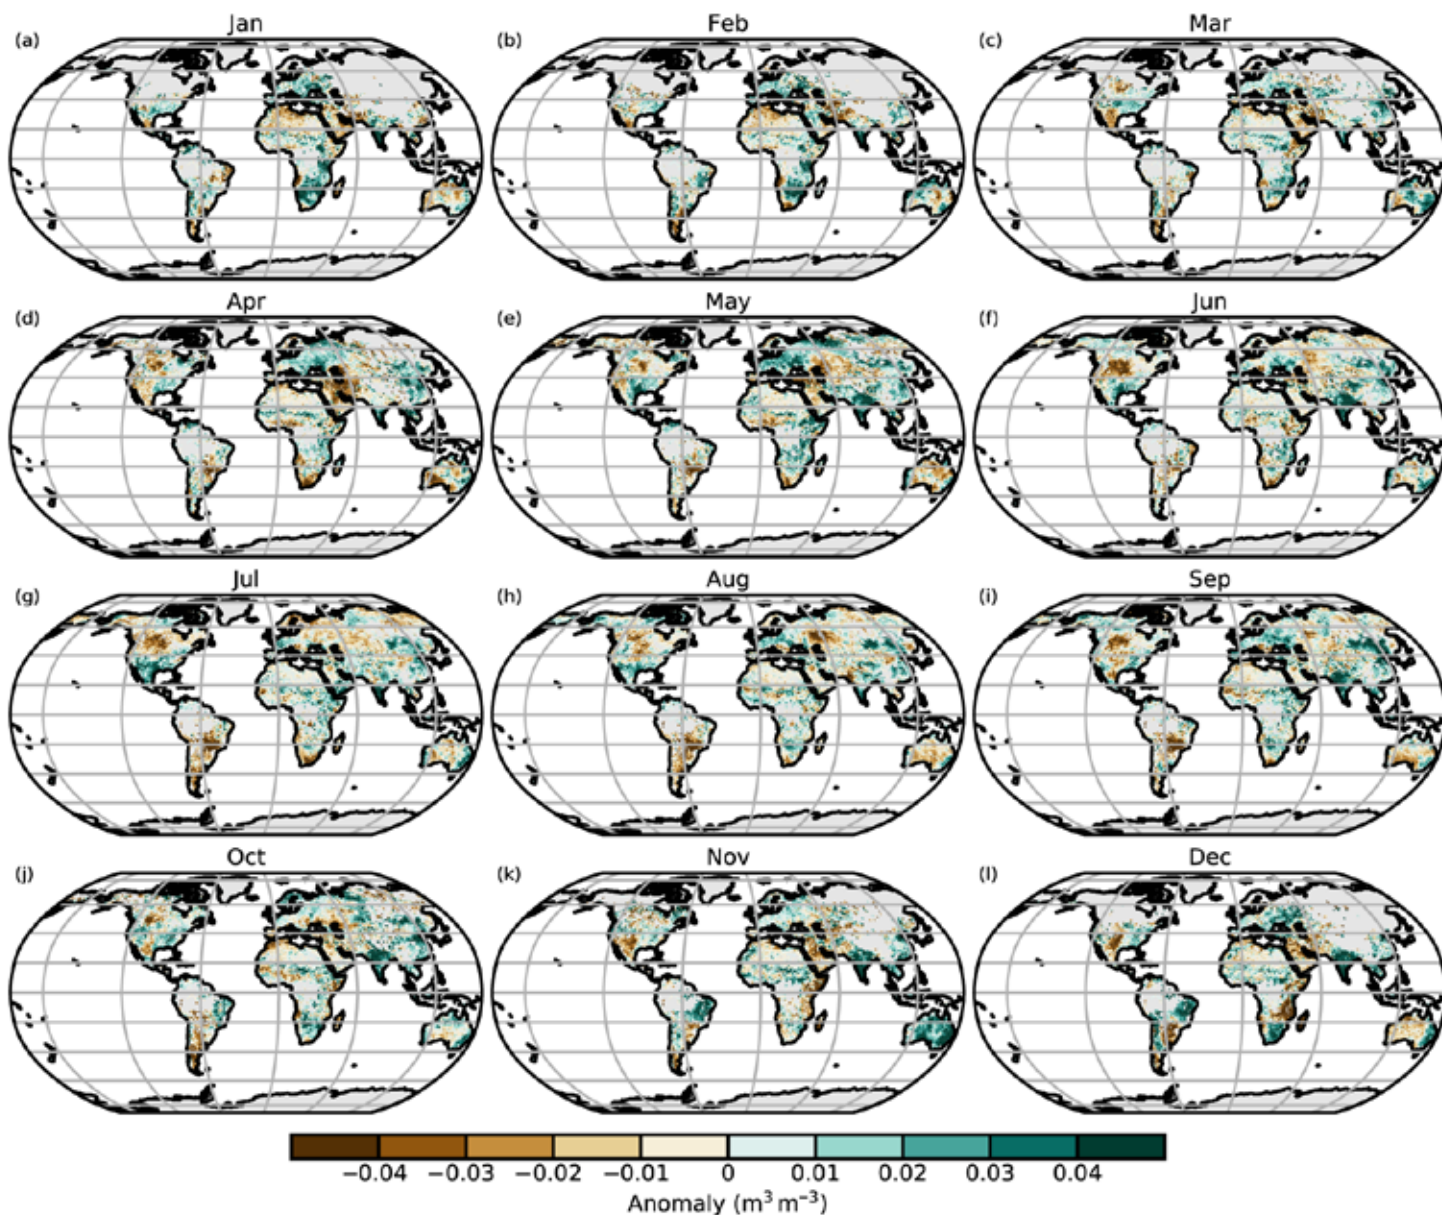 Jan Feb Mar
(a) (b) (c)
Apr May Jun
(d) (e) (f)
Jul Aug Sep
(g) (h) (i)
Oct Nov Dec
(j) (k) (l)
−0.04 −0.03 −0.02 −0.01 0 0.01 0.02 0.03 0.04
Anomaly (m³ m⁻³)